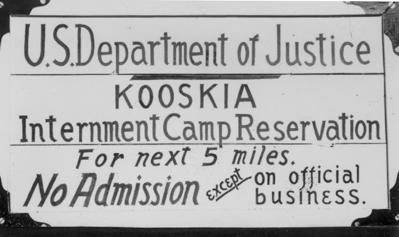 U.S. Department of Justice
KOOSKIA
Internment Camp Reservation
For next 5 miles.
No Admission EXCEPT on official
business.